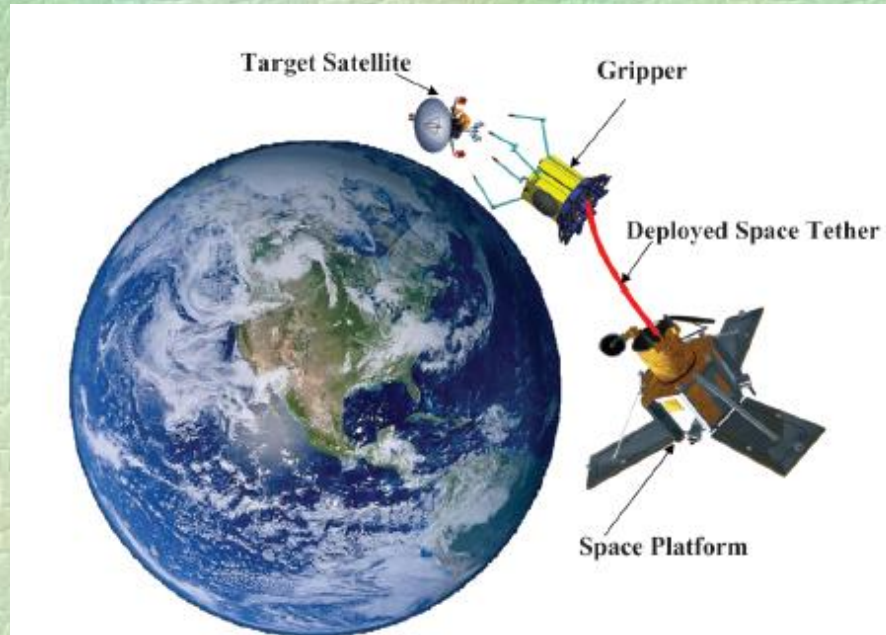 Target Satellite
Gripper
Deployed Space Tether
Space Platform